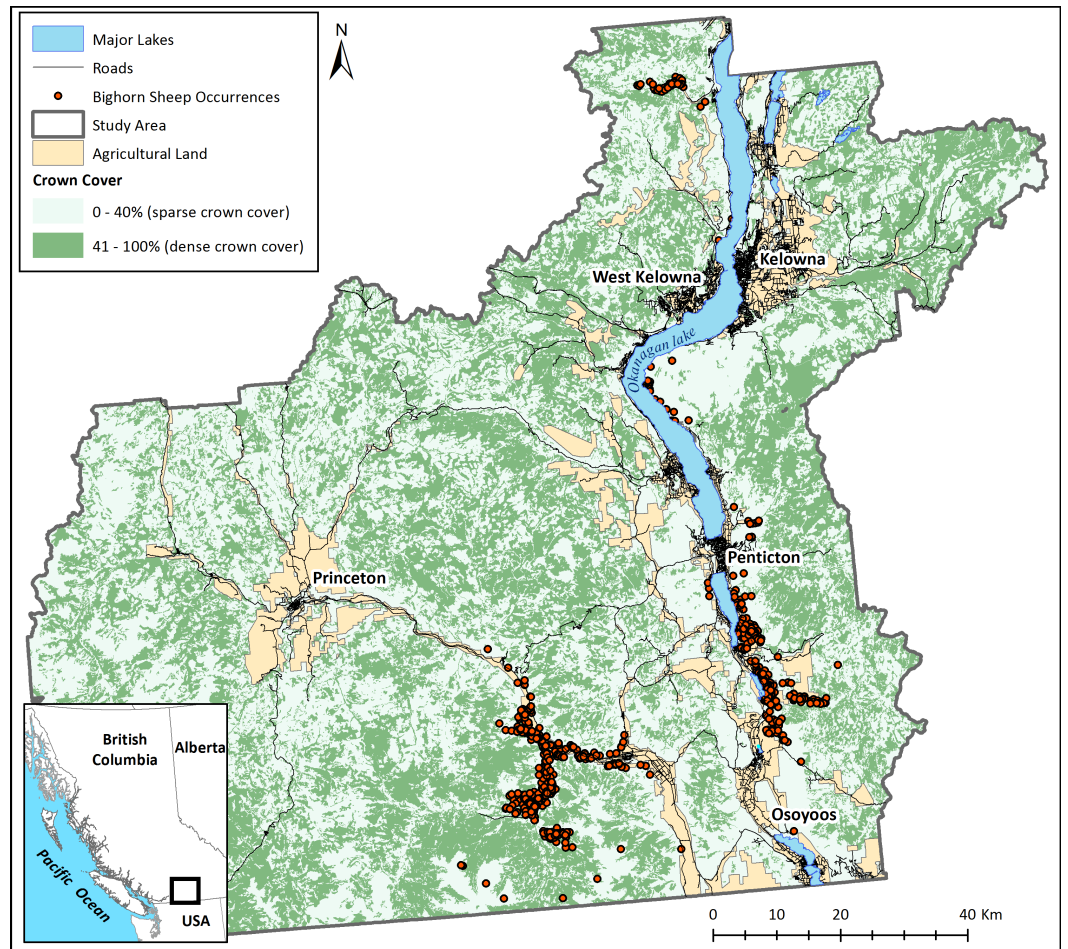 Major Lakes
Roads
Bighorn Sheep Occurrences
Study Area
Agricultural Land
Crown Cover
0 - 40% (sparse crown cover)
41 - 100% (dense crown cover)
N
Kelowna
West Kelowna
Okanagan lake
Penticton
Princeton
Osoyoos
British
Columbia
Alberta
Pacific Ocean
USA
0 10 20 40 Km